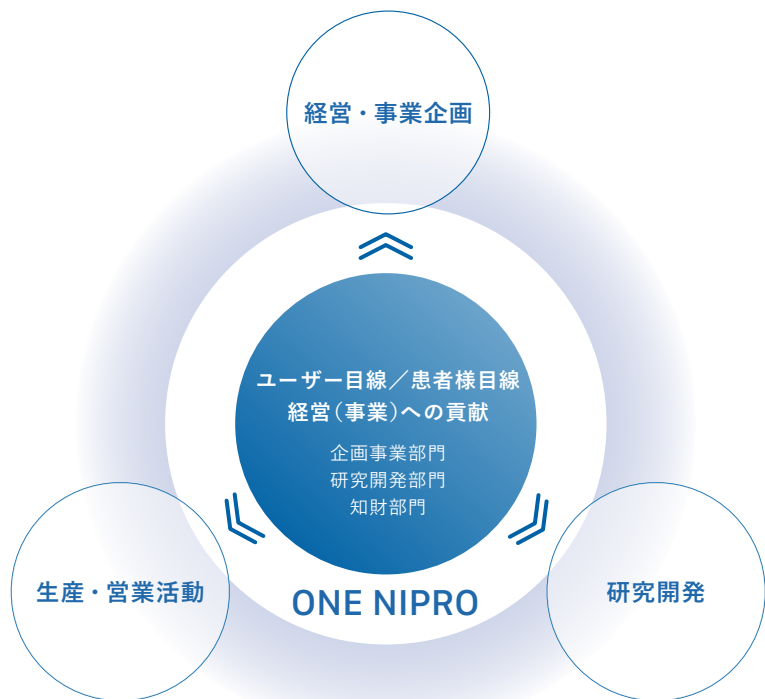 経営・事業企画
ユーザー目線／患者様目線
経営（事業）への貢献
企画事業部門
研究開発部門
知財部門
生産・営業活動
ONE NIPRO
研究開発